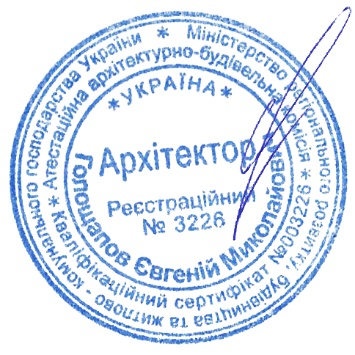 * Міністерство регіонального розвитку, будівництва та житлово - комунального господарства України
* Атестаційна архітектурно-будівельна комісія * Кваліфікаційний сертифікат №003226
*УКРАЇНА*
Архітектор
Реєстраційний
№ 3226
Голощапов Євгеній Миколайович